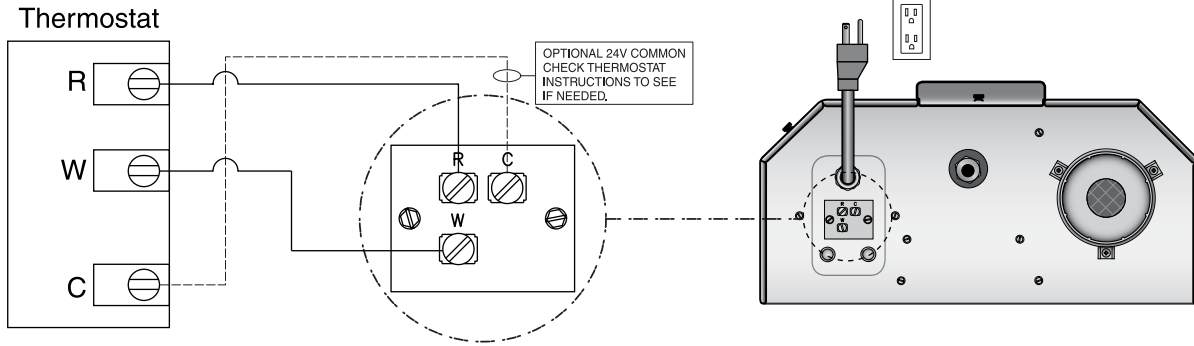 Thermostat
R
W
C
OPTIONAL 24V COMMON
CHECK THERMOSTAT
INSTRUCTIONS TO SEE
IF NEEDED.
R C
W
R C
W